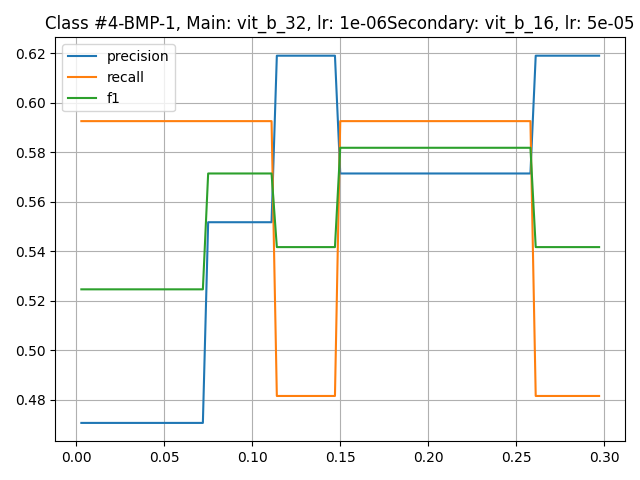 Class #4-BMP-1, Main: vit_b_32, lr: 1e-06Secondary: vit_b_16, lr: 5e-05
precision
recall
f1
0.62
0.60
0.58
0.56
0.54
0.52
0.50
0.48
0.00 0.05 0.10 0.15 0.20 0.25 0.30